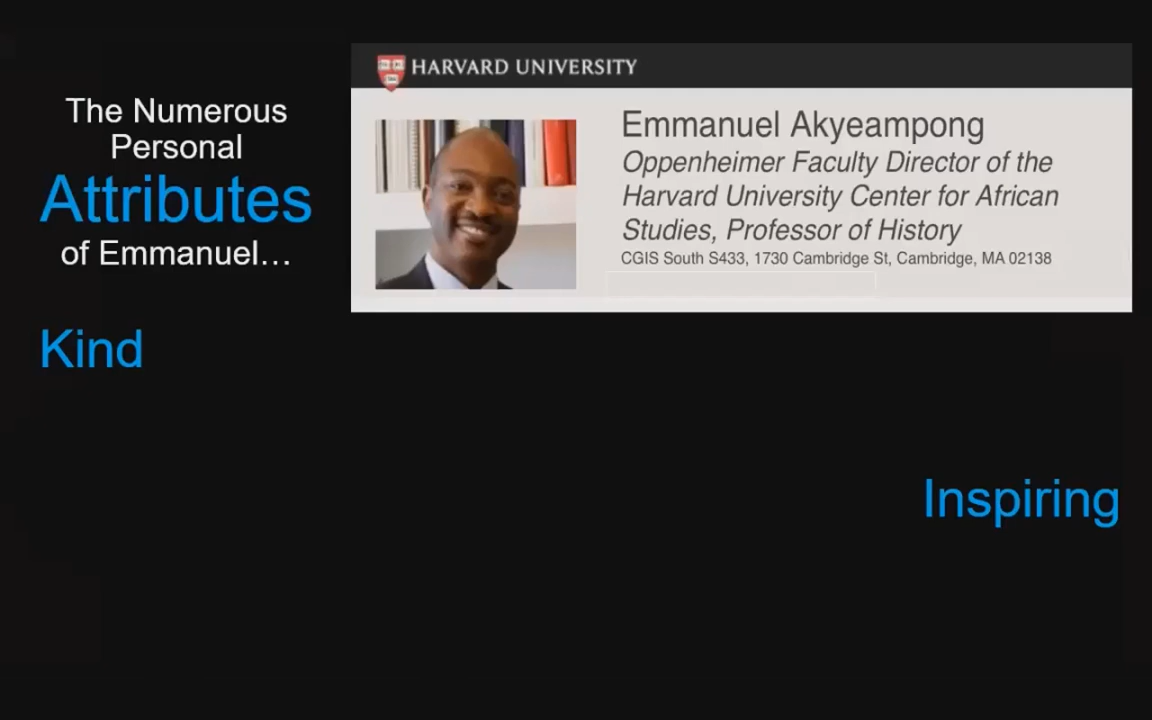 The Numerous
Personal
Attributes
of Emmanuel…
HARVARD UNIVERSITY
Emmanuel Akyeampong
Oppenheimer Faculty Director of the
Harvard University Center for African
Studies, Professor of History
CGIS South S433, 1730 Cambridge St, Cambridge, MA 02138
Kind
Inspiring